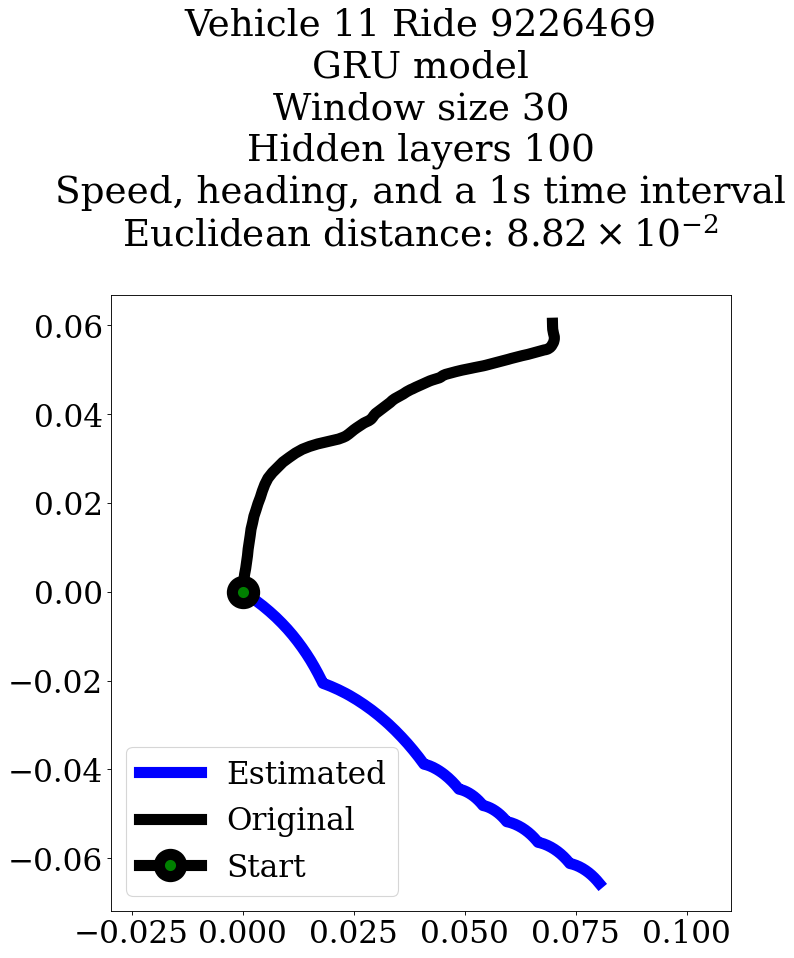 Vehicle 11 Ride 9226469
GRU model
Window size 30
Hidden layers 100
Speed, heading, and a 1s time interval
Euclidean distance: 8.82 × 10⁻²
0.06
0.04
0.02
0.00
−0.02
−0.04
−0.06
Estimated
Original
Start
−0.025 0.000 0.025 0.050 0.075 0.100